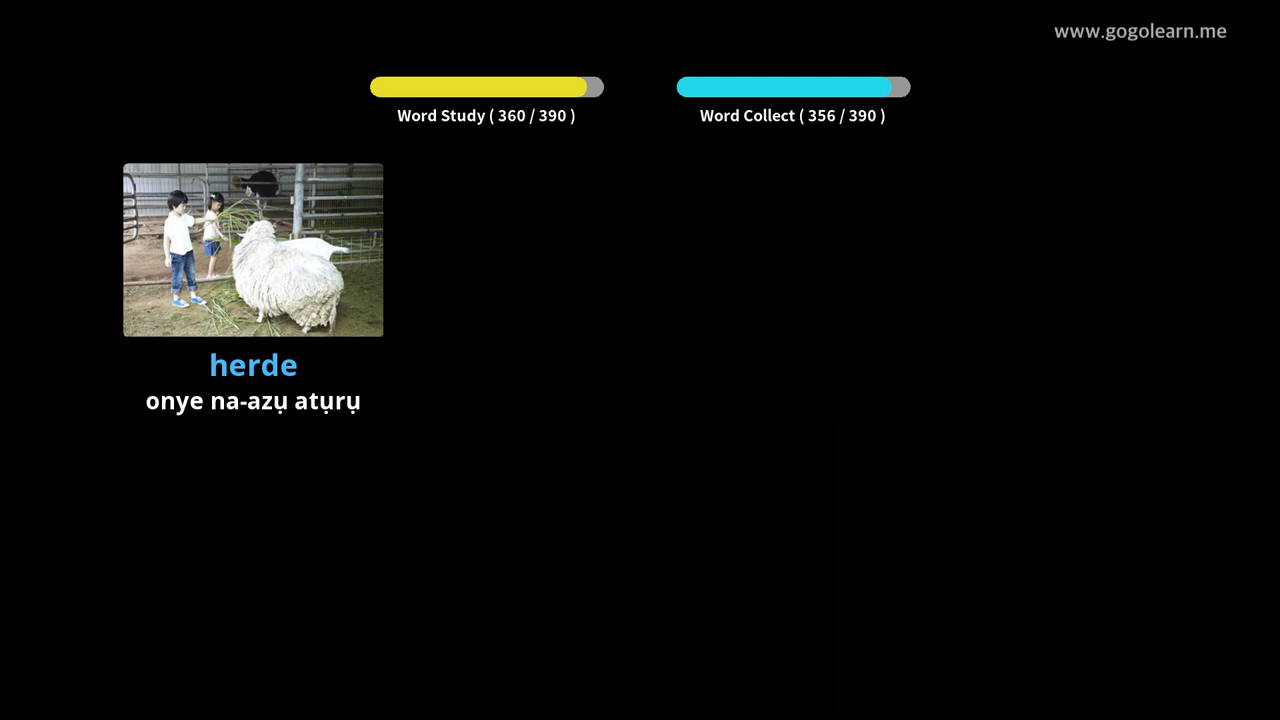 www.gogolearn.me
Word Study ( 360 / 390 )
Word Collect ( 356 / 390 )
herde
onye na-azụ atụrụ